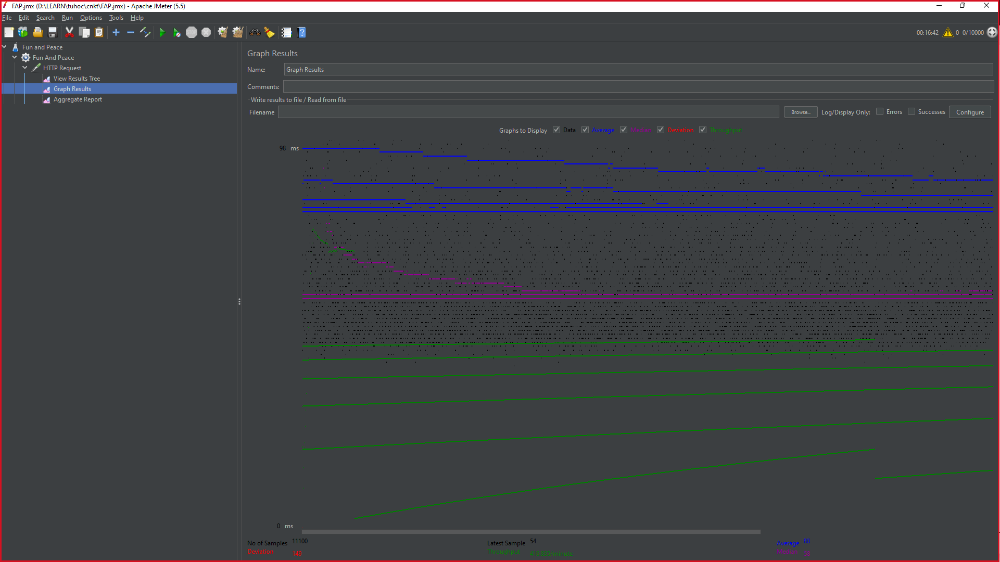 FAP.jmx (D:\LEARN\tuhoc\cnkt\FAP.jmx) - Apache JMeter (5.5)
File Edit Search Run Options Tools Help
00:16:42 0 0/10000
Fun and Peace
Fun And Peace
HTTP Request
View Results Tree
Graph Results
Aggregate Report
Graph Results
Name: Graph Results
Comments:
Write results to file / Read from file
Filename Browse... Log/Display Only: Errors Successes Configure
Graphs to Display Data Average Median Deviation Throughput
98 ms
0 ms
No of Samples 11100 Latest Sample 54 Average 80
Deviation 149 Throughput 416.835/minute Median